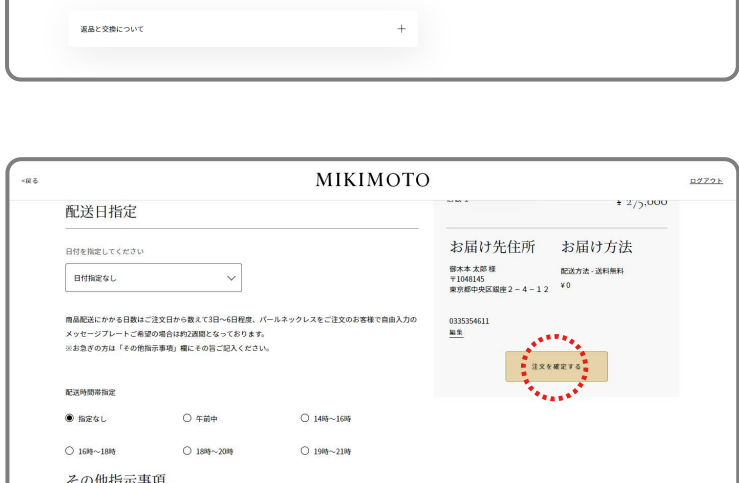 返品と交換について
<戻る
MIKIMOTO
ログアウト
配送日指定
日付を指定してください
日付指定なし
商品配送にかかる日数はご注文日から数えて3日〜6日程度、パールネックレスをご注文のお客様で自由入力の
メッセージプレートご希望の場合は約2週間となっております。
※お急ぎの方は「その他指示事項」欄にその旨ご記入ください。
配送時間帯指定
指定なし
午前中
14時〜16時
16時〜18時
18時〜20時
19時〜21時
その他指示事項
¥ 275,000
お届け先住所
お届け方法
御木本 太郎 様
〒1048145
東京都中央区銀座２－４－１２
配送方法 - 送料無料
¥0
0335354611
編集
注文を確定する